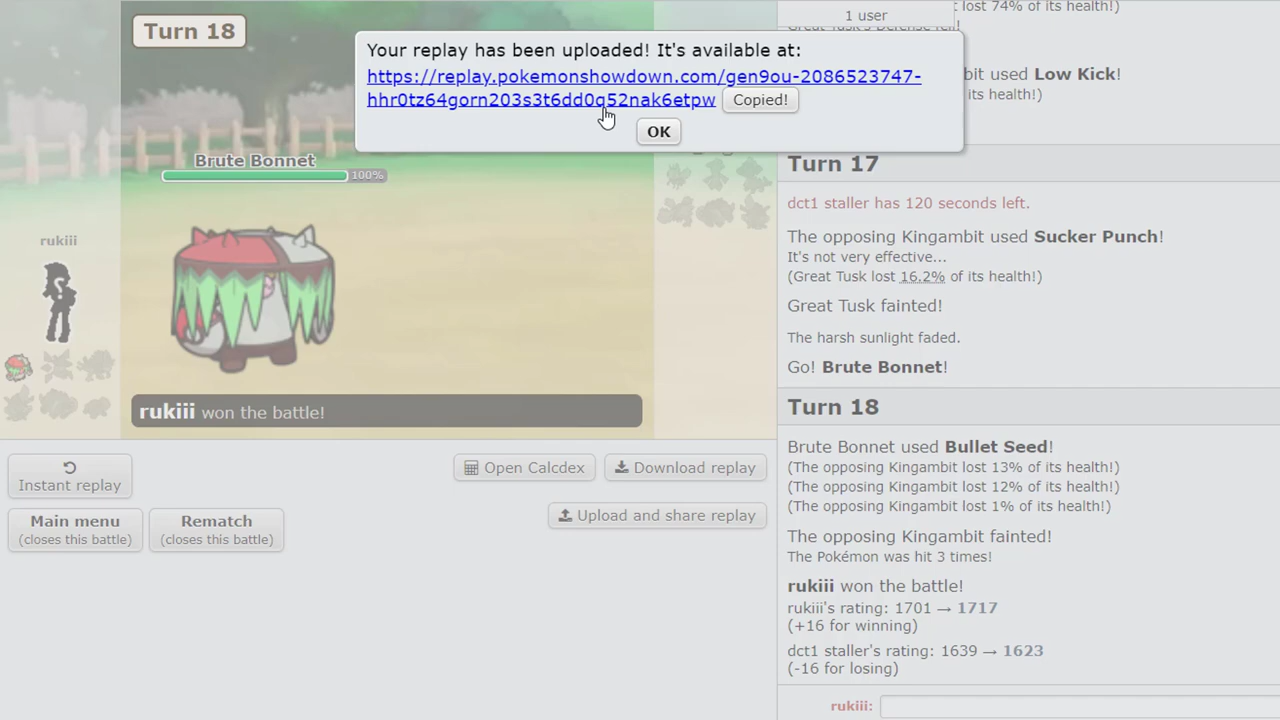 Turn 18
Your replay has been uploaded! It's available at:
https://replay.pokemonshowdown.com/gen9ou-2086523747-
hhr0tz64gorn203s3t6dd0q52nak6etpw Copied!
OK
Brute Bonnet
100%
rukiii
rukiii won the battle!
Instant replay
Open Calcdex
Download replay
Main menu
(closes this battle)
Rematch
(closes this battle)
Upload and share replay
1 user
lost 74% of its health!)
bit used Low Kick!
its health!)
Turn 17
dct1 staller has 120 seconds left.
The opposing Kingambit used Sucker Punch!
It's not very effective...
(Great Tusk lost 16.2% of its health!)
Great Tusk fainted!
The harsh sunlight faded.
Go! Brute Bonnet!
Turn 18
Brute Bonnet used Bullet Seed!
(The opposing Kingambit lost 13% of its health!)
(The opposing Kingambit lost 12% of its health!)
(The opposing Kingambit lost 1% of its health!)
The opposing Kingambit fainted!
The Pokémon was hit 3 times!
rukiii won the battle!
rukiii's rating: 1701 → 1717
(+16 for winning)
dct1 staller's rating: 1639 → 1623
(-16 for losing)
rukiii: